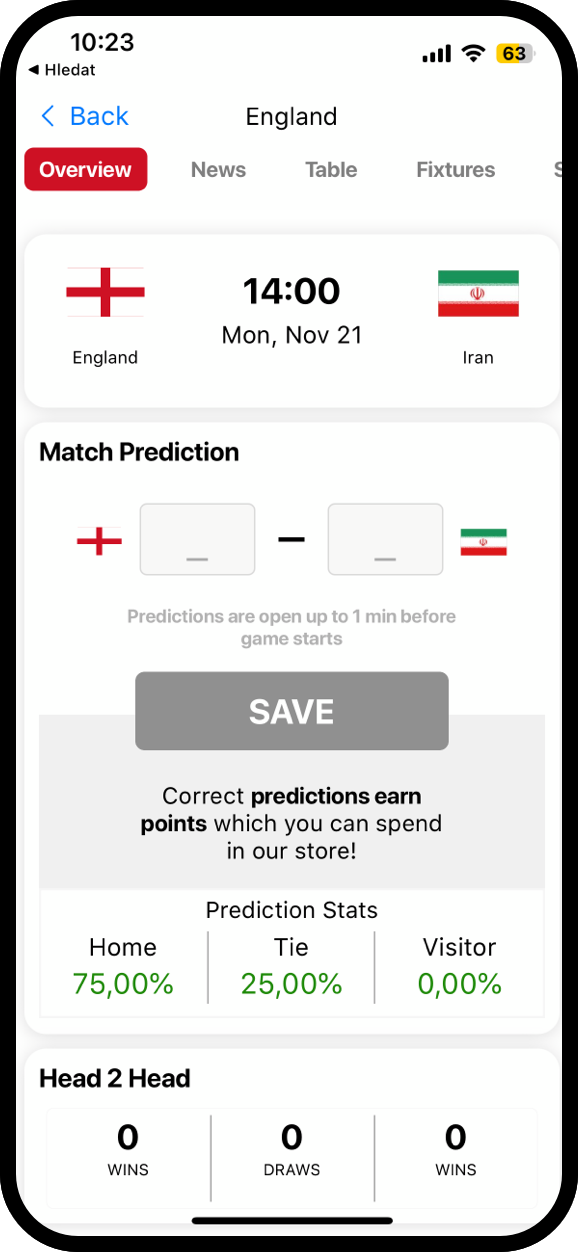 10:23
63
◀ Hledat
Back
England
Overview
News
Table
Fixtures
S
14:00
Mon, Nov 21
England
Iran
Match Prediction
_
–
_
Predictions are open up to 1 min before
game starts
SAVE
Correct predictions earn
points which you can spend
in our store!
Prediction Stats
Home
Tie
Visitor
75,00%
25,00%
0,00%
Head 2 Head
0
0
0
WINS
DRAWS
WINS